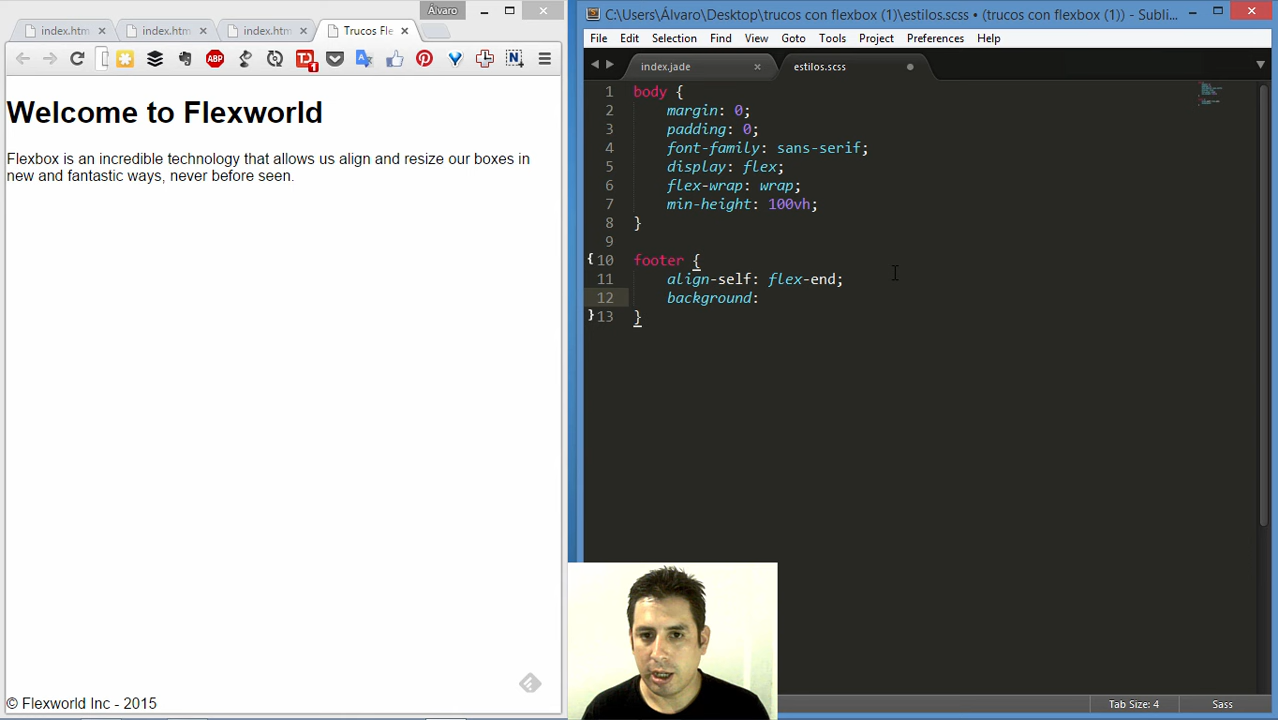 Álvaro
index.htm
index.htm
index.htm
Trucos Fle
ABP
TD
1
N
Welcome to Flexworld
Flexbox is an incredible technology that allows us align and resize our boxes in
new and fantastic ways, never before seen.
© Flexworld Inc - 2015
C:\Users\Álvaro\Desktop\trucos con flexbox (1)\estilos.scss • (trucos con flexbox (1)) - Subli...
File Edit Selection Find View Goto Tools Project Preferences Help
index.jade
estilos.scss
1 body {
2 margin: 0;
3 padding: 0;
4 font-family: sans-serif;
5 display: flex;
6 flex-wrap: wrap;
7 min-height: 100vh;
8 }
9
{ 10 footer {
11 align-self: flex-end;
12 background:
} 13 }
Tab Size: 4
Sass